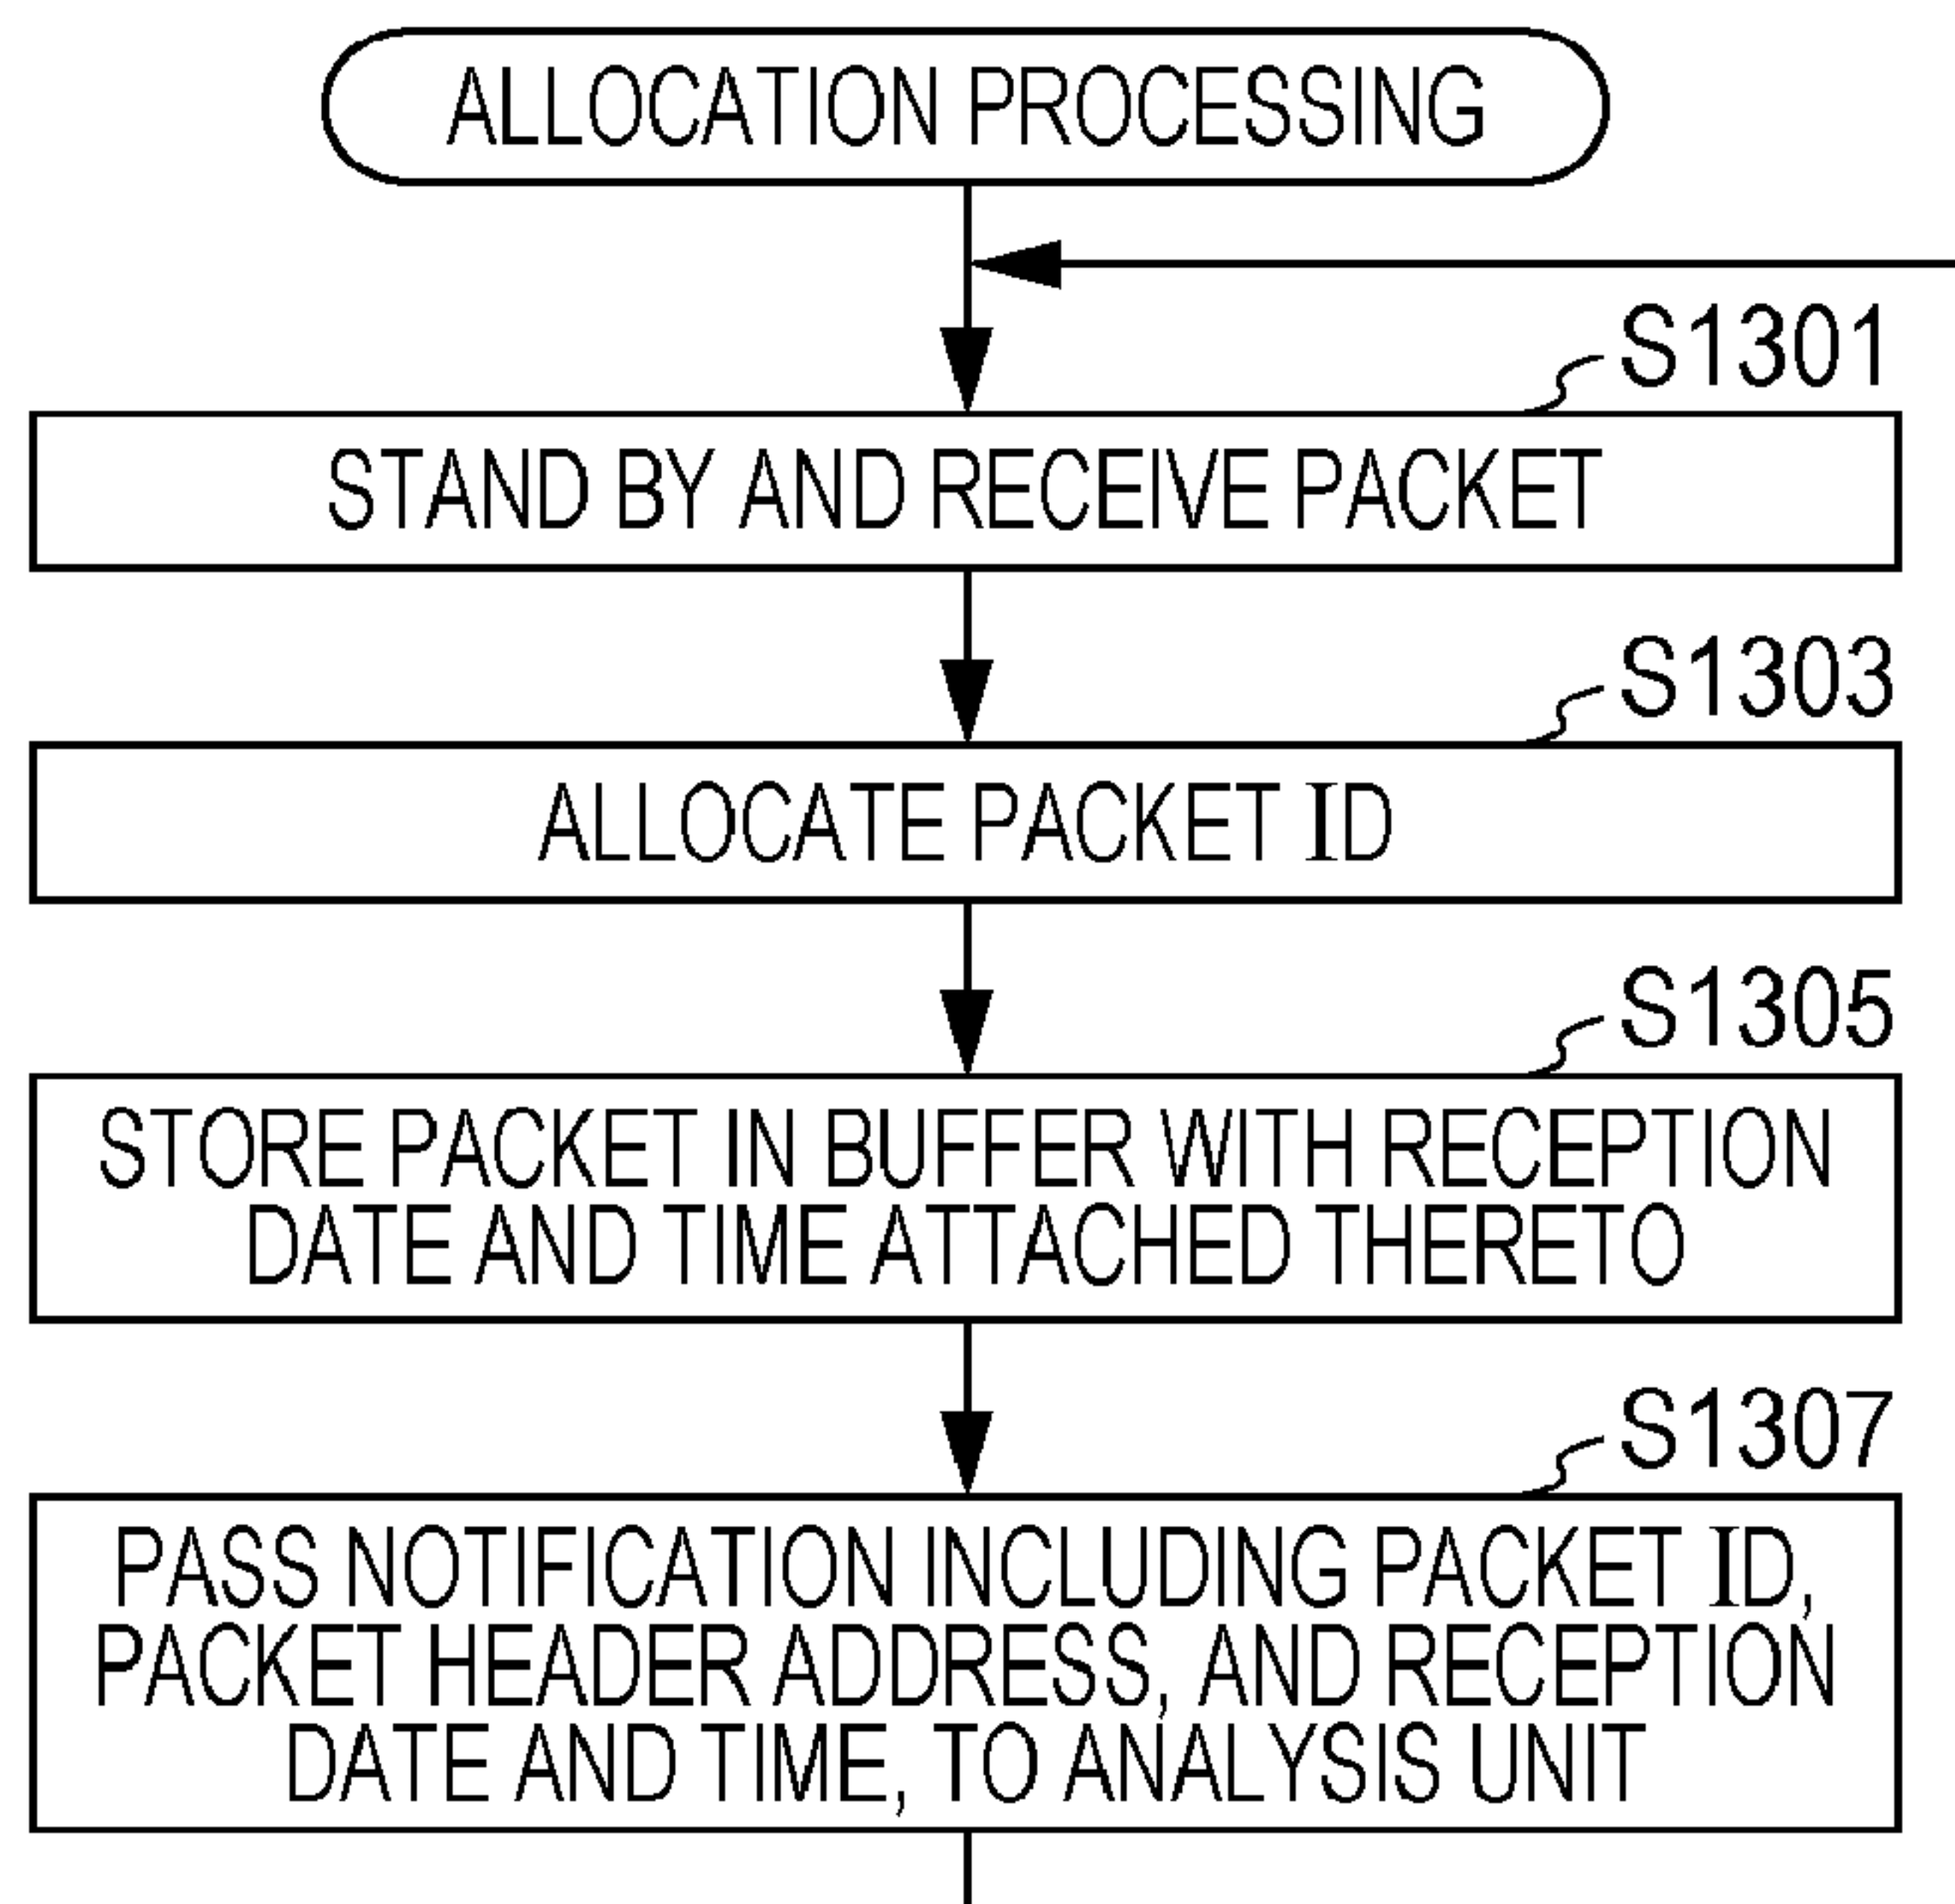 ALLOCATION PROCESSING
S1301
STAND BY AND RECEIVE PACKET
S1303
ALLOCATE PACKET ID
S1305
STORE PACKET IN BUFFER WITH RECEPTION
DATE AND TIME ATTACHED THERETO
S1307
PASS NOTIFICATION INCLUDING PACKET ID,
PACKET HEADER ADDRESS, AND RECEPTION
DATE AND TIME, TO ANALYSIS UNIT